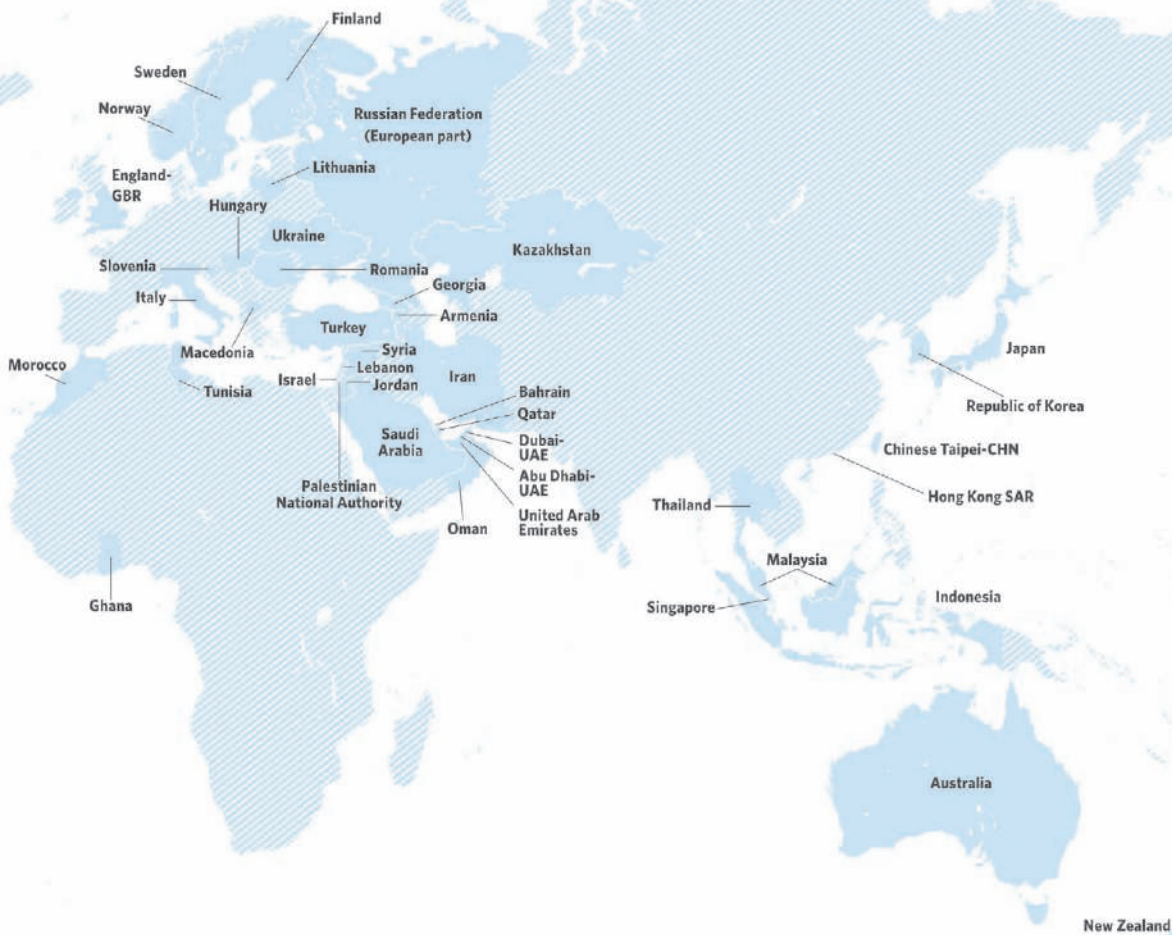 Finland
Sweden
Norway
Russian Federation
(European part)
Lithuania
England-
GBR
Hungary
Ukraine
Kazakhstan
Slovenia
Romania
Georgia
Italy
Armenia
Turkey
Macedonia
Syria
Japan
Morocco
Lebanon
Israel
Jordan
Iran
Tunisia
Bahrain
Republic of Korea
Qatar
Saudi
Arabia
Dubai-
UAE
Chinese Taipei-CHN
Abu Dhabi-
UAE
Palestinian
National Authority
Hong Kong SAR
Thailand
United Arab
Emirates
Oman
Malaysia
Ghana
Singapore
Indonesia
Australia
New Zealand